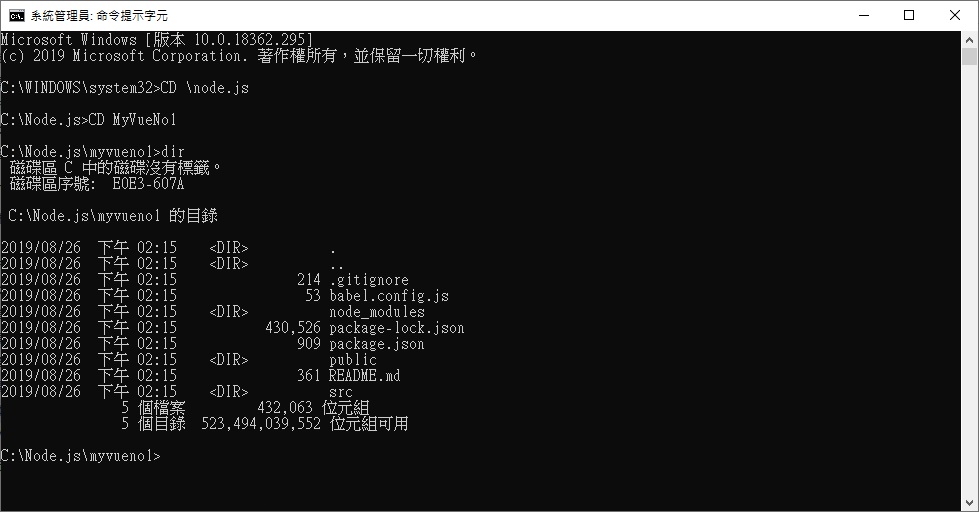 系統管理員: 命令提示字元
Microsoft Windows [版本 10.0.18362.295]
(c) 2019 Microsoft Corporation. 著作權所有，並保留一切權利。
C:\WINDOWS\system32>CD \node.js
C:\Node.js>CD MyVueNo1
C:\Node.js\myvueno1>dir
磁碟區 C 中的磁碟沒有標籤。
磁碟區序號:  E0E3-607A
C:\Node.js\myvueno1 的目錄
2019/08/26  下午 02:15    <DIR>          .
2019/08/26  下午 02:15    <DIR>          ..
2019/08/26  下午 02:15               214 .gitignore
2019/08/26  下午 02:15                53 babel.config.js
2019/08/26  下午 02:15    <DIR>          node_modules
2019/08/26  下午 02:15           430,526 package-lock.json
2019/08/26  下午 02:15               909 package.json
2019/08/26  下午 02:15    <DIR>          public
2019/08/26  下午 02:15               361 README.md
2019/08/26  下午 02:15    <DIR>          src
5 個檔案         432,063 位元組
5 個目錄  523,494,039,552 位元組可用
C:\Node.js\myvueno1>